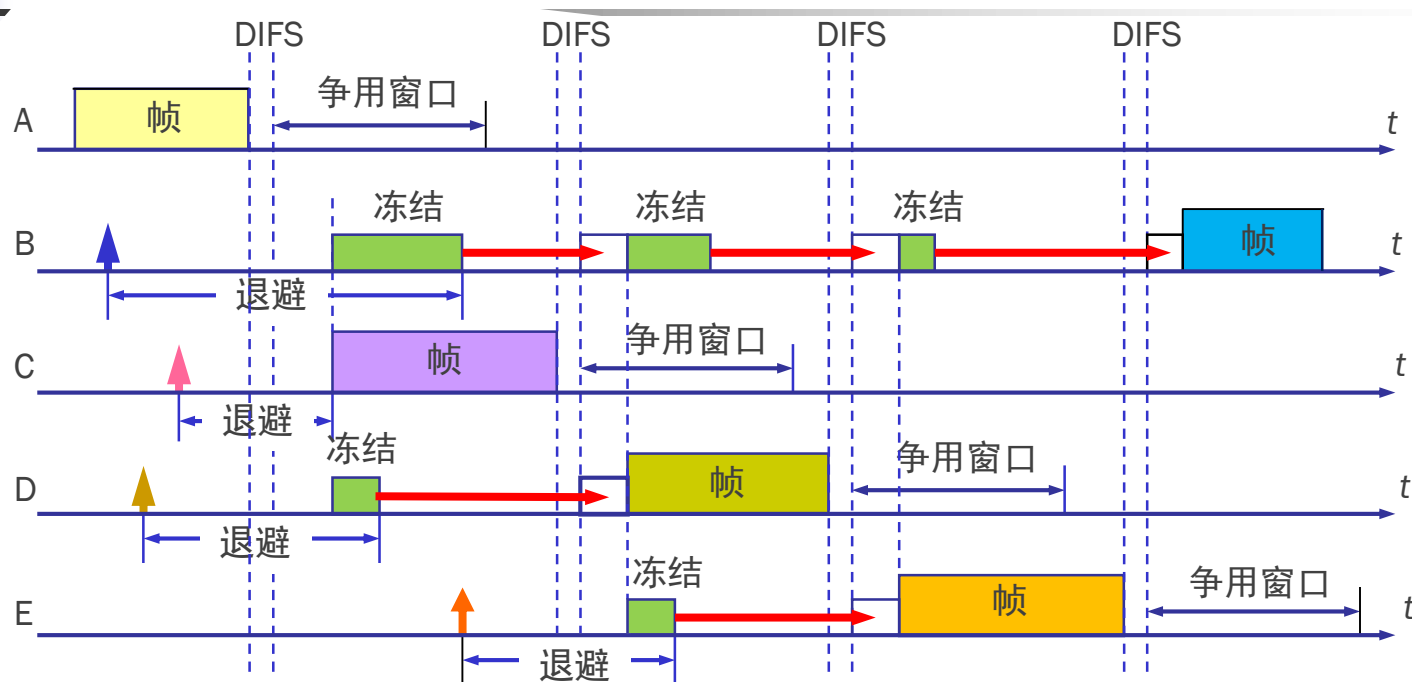 DIFS DIFS DIFS DIFS
争用窗口
A 帧 t
冻结 冻结 冻结
B 帧 t
退避
争用窗口
C 帧 t
退避
冻结
争用窗口
D 帧 t
退避
冻结
争用窗口
E 帧 t
退避